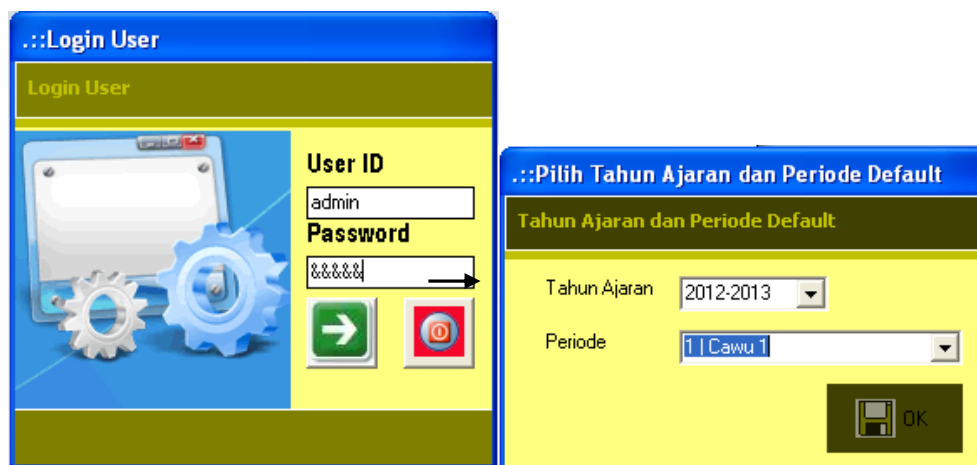 .::Login User
Login User
User ID
admin
Password
&&&&&
.::Pilih Tahun Ajaran dan Periode Default
Tahun Ajaran dan Periode Default
Tahun Ajaran 2012-2013
Periode 1 | Cawu 1
OK